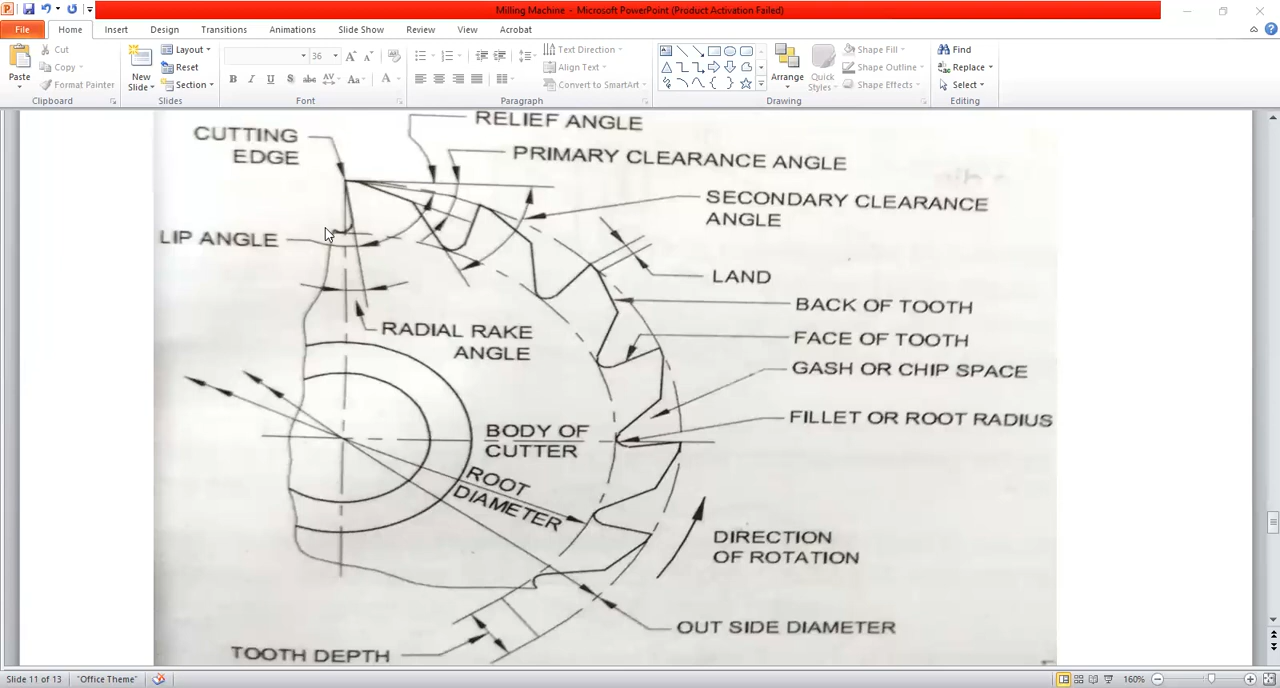 Milling Machine - Microsoft PowerPoint (Product Activation Failed)
File Home Insert Design Transitions Animations Slide Show Review View Acrobat
Paste
Cut
Copy
Format Painter
Clipboard
New
Slide
Layout
Reset
Section
Slides
36
B I U S abc AV Aa A
Font
Text Direction
Align Text
Convert to SmartArt
Paragraph
Arrange
Quick
Styles
Shape Fill
Shape Outline
Shape Effects
Drawing
Find
Replace
Select
Editing
RELIEF ANGLE
CUTTING
EDGE
PRIMARY CLEARANCE ANGLE
SECONDARY CLEARANCE
ANGLE
LIP ANGLE
LAND
BACK OF TOOTH
RADIAL RAKE
ANGLE
FACE OF TOOTH
GASH OR CHIP SPACE
FILLET OR ROOT RADIUS
BODY OF
CUTTER
ROOT
DIAMETER
DIRECTION
OF ROTATION
OUT SIDE DIAMETER
TOOTH DEPTH
Slide 11 of 13 "Office Theme" 160%